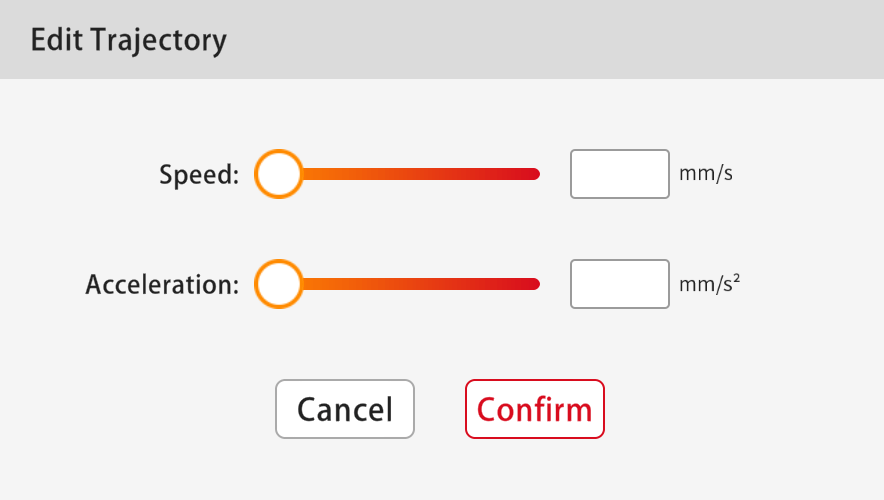 Edit Trajectory
Speed: mm/s
Acceleration: mm/s²
Cancel Confirm